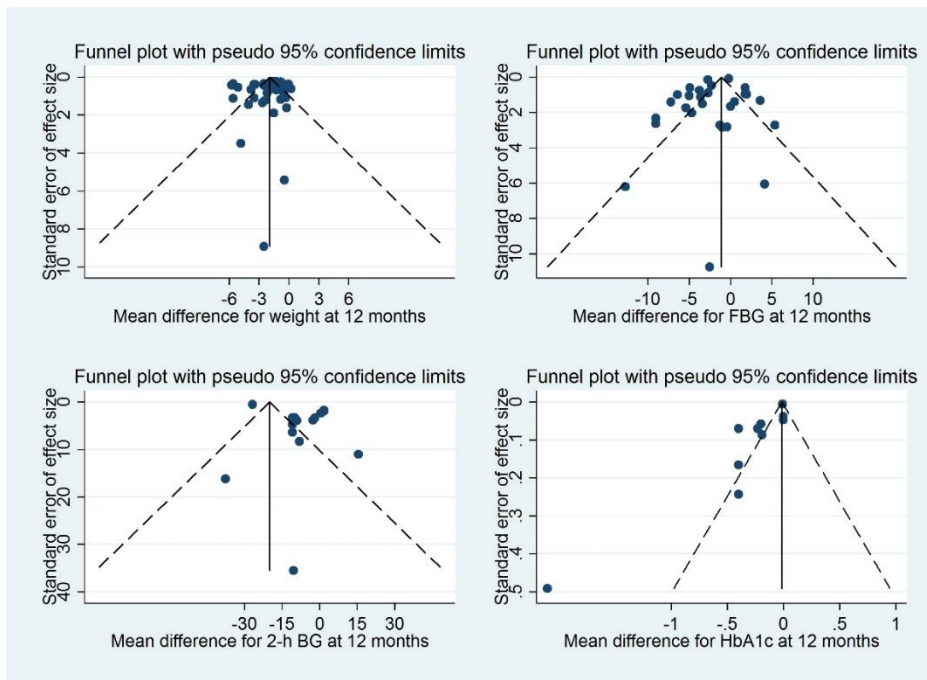 Funnel plot with pseudo 95% confidence limits
Standard error of effect size
0
2
4
6
8
10
-6 -3 0 3 6
Mean difference for weight at 12 months
Funnel plot with pseudo 95% confidence limits
Standard error of effect size
0
2
4
6
8
10
-10 -5 0 5 10
Mean difference for FBG at 12 months
Funnel plot with pseudo 95% confidence limits
Standard error of effect size
0
10
20
30
40
-30 -15 0 15 30
Mean difference for 2-h BG at 12 months
Funnel plot with pseudo 95% confidence limits
Standard error of effect size
0
.1
.2
.3
.4
.5
-1 -.5 0 .5 1
Mean difference for HbA1c at 12 months